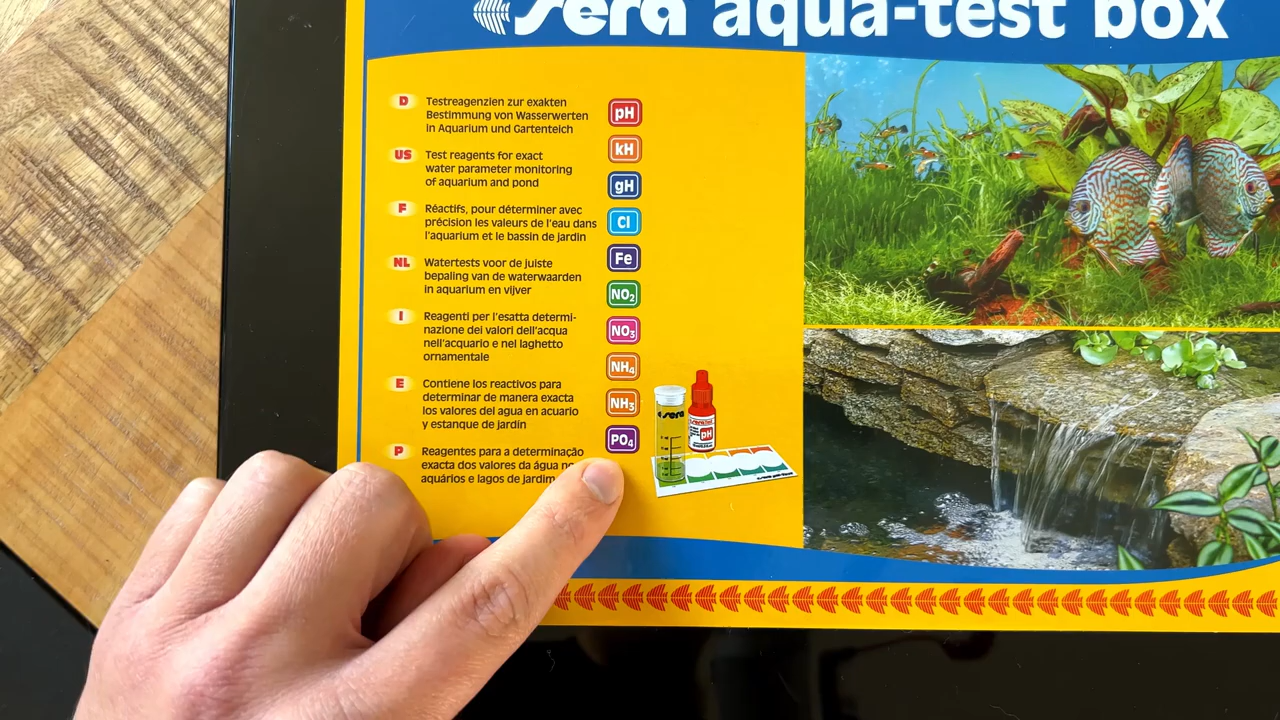 sera aqua-test box
D
Testreagenzien zur exakten
Bestimmung von Wasserwerten
in Aquarium und Gartenteich
US
Test reagents for exact
water parameter monitoring
of aquarium and pond
F
Réactifs, pour déterminer avec
précision les valeurs de l'eau dans
l'aquarium et le bassin de jardin
NL
Watertests voor de juiste
bepaling van de waterwaarden
in aquarium en vijver
I
Reagenti per l'esatta determi-
nazione dei valori dell'acqua
nell'acquario e nel laghetto
ornamentale
E
Contiene los reactivos para
determinar de manera exacta
los valores del agua en acuario
y estanque de jardín
P
Reagentes para a determinação
exacta dos valores da água
aquários e lagos de jardim
pH
kH
gH
Cl
Fe
NO₂
NO₃
NH₄
NH₃
PO₄
sera
pH